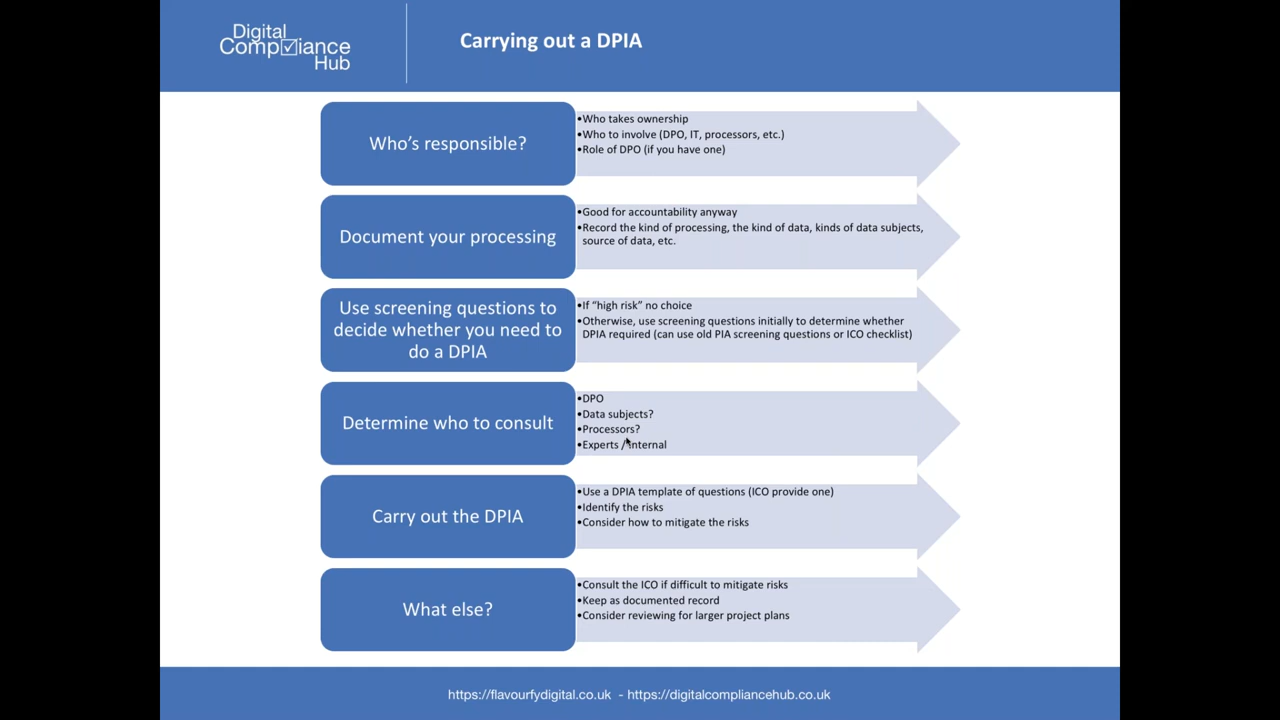 Digital
Compliance
Hub
Carrying out a DPIA
Who's responsible?
•Who takes ownership
•Who to involve (DPO, IT, processors, etc.)
•Role of DPO (if you have one)
Document your processing
•Good for accountability anyway
•Record the kind of processing, the kind of data, kinds of data subjects,
source of data, etc.
Use screening questions to
decide whether you need to
do a DPIA
•If “high risk” no choice
•Otherwise, use screening questions initially to determine whether
DPIA required (can use old PIA screening questions or ICO checklist)
Determine who to consult
•DPO
•Data subjects?
•Processors?
•Experts / internal
Carry out the DPIA
•Use a DPIA template of questions (ICO provide one)
•Identify the risks
•Consider how to mitigate the risks
What else?
•Consult the ICO if difficult to mitigate risks
•Keep as documented record
•Consider reviewing for larger project plans
https://flavourfydigital.co.uk - https://digitalcompliancehub.co.uk